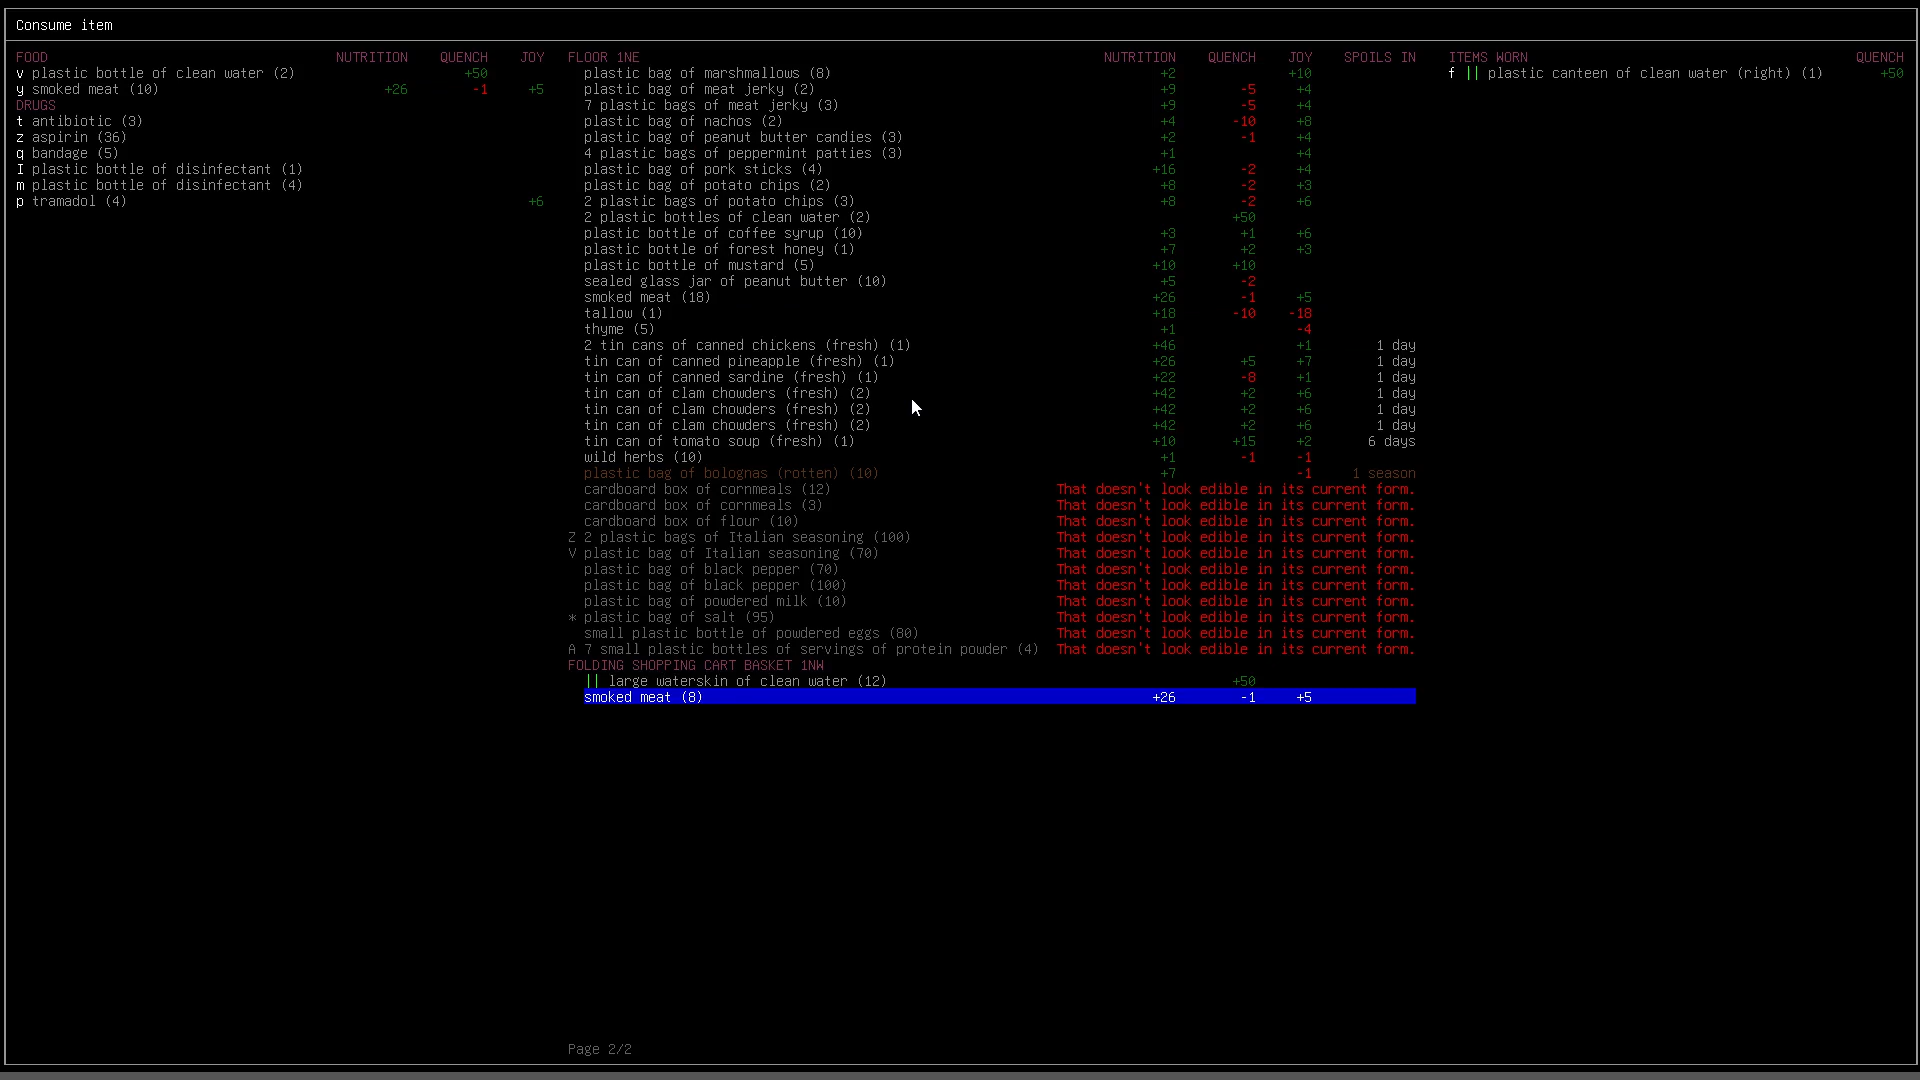 Consume item
FOOD NUTRITION QUENCH JOY
v plastic bottle of clean water (2) +50
y smoked meat (10) +26 -1 +5
DRUGS
t antibiotic (3)
z aspirin (36)
q bandage (5)
I plastic bottle of disinfectant (1)
m plastic bottle of disinfectant (4)
p tramadol (4) +6
FLOOR 1NE NUTRITION QUENCH JOY SPOILS IN
plastic bag of marshmallows (8) +2 +10
plastic bag of meat jerky (2) +9 -5 +4
7 plastic bags of meat jerky (3) +9 -5 +4
plastic bag of nachos (2) +4 -10 +8
plastic bag of peanut butter candies (3) +2 -1 +4
4 plastic bags of peppermint patties (3) +1 +4
plastic bag of pork sticks (4) +16 -2 +4
plastic bag of potato chips (2) +8 -2 +3
2 plastic bags of potato chips (3) +8 -2 +6
2 plastic bottles of clean water (2) +50
plastic bottle of coffee syrup (10) +3 +1 +6
plastic bottle of forest honey (1) +7 +2 +3
plastic bottle of mustard (5) +10 +10
sealed glass jar of peanut butter (10) +5 -2
smoked meat (18) +26 -1 +5
tallow (1) +18 -10 -18
thyme (5) +1 -4
2 tin cans of canned chickens (fresh) (1) +46 +1 1 day
tin can of canned pineapple (fresh) (1) +26 +5 +7 1 day
tin can of canned sardine (fresh) (1) +22 -8 +1 1 day
tin can of clam chowders (fresh) (2) +42 +2 +6 1 day
tin can of clam chowders (fresh) (2) +42 +2 +6 1 day
tin can of clam chowders (fresh) (2) +42 +2 +6 1 day
tin can of tomato soup (fresh) (1) +10 +15 +2 6 days
wild herbs (10) +1 -1 -1
plastic bag of bolognas (rotten) (10) +7 -1 1 season
cardboard box of cornmeals (12) That doesn't look edible in its current form.
cardboard box of cornmeals (3) That doesn't look edible in its current form.
cardboard box of flour (10) That doesn't look edible in its current form.
Z 2 plastic bags of Italian seasoning (100) That doesn't look edible in its current form.
V plastic bag of Italian seasoning (70) That doesn't look edible in its current form.
plastic bag of black pepper (70) That doesn't look edible in its current form.
plastic bag of black pepper (100) That doesn't look edible in its current form.
plastic bag of powdered milk (10) That doesn't look edible in its current form.
* plastic bag of salt (95) That doesn't look edible in its current form.
small plastic bottle of powdered eggs (80) That doesn't look edible in its current form.
A 7 small plastic bottles of servings of protein powder (4) That doesn't look edible in its current form.
FOLDING SHOPPING CART BASKET 1NW
|| large waterskin of clean water (12) +50
smoked meat (8) +26 -1 +5
Page 2/2
ITEMS WORN QUENCH
f || plastic canteen of clean water (right) (1) +50